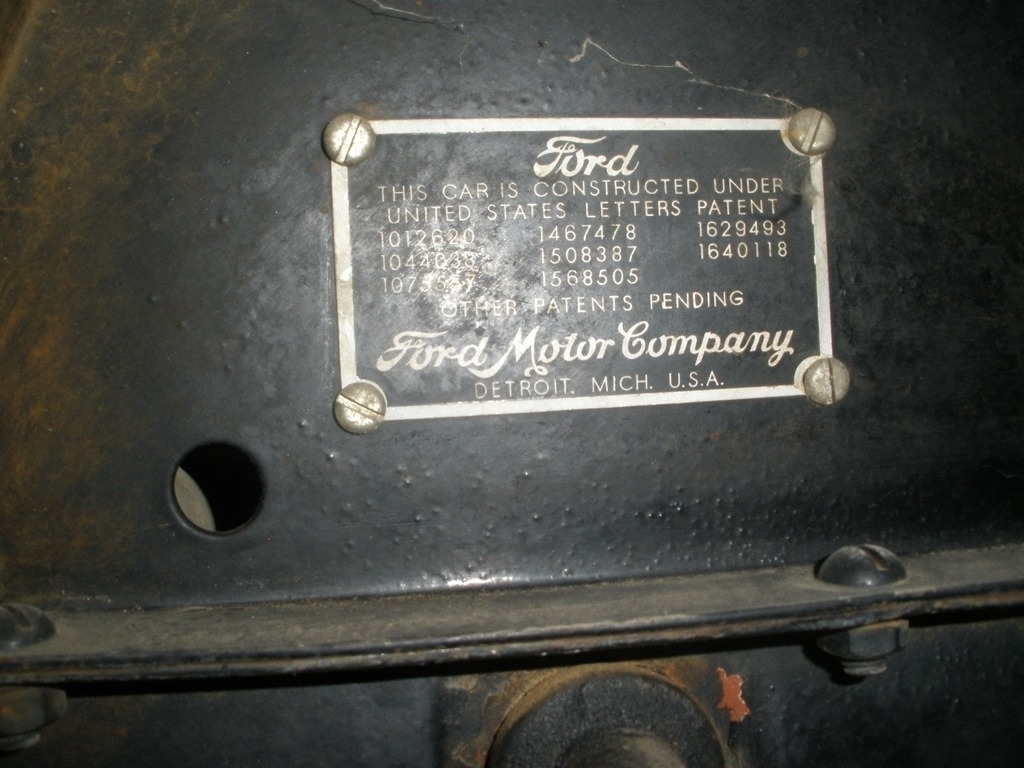 Ford
THIS CAR IS CONSTRUCTED UNDER
UNITED STATES LETTERS PATENT
1012620 1467478 1629493
1044038 1508387 1640118
1568505
OTHER PATENTS PENDING
Ford Motor Company
DETROIT, MICH. U.S.A.